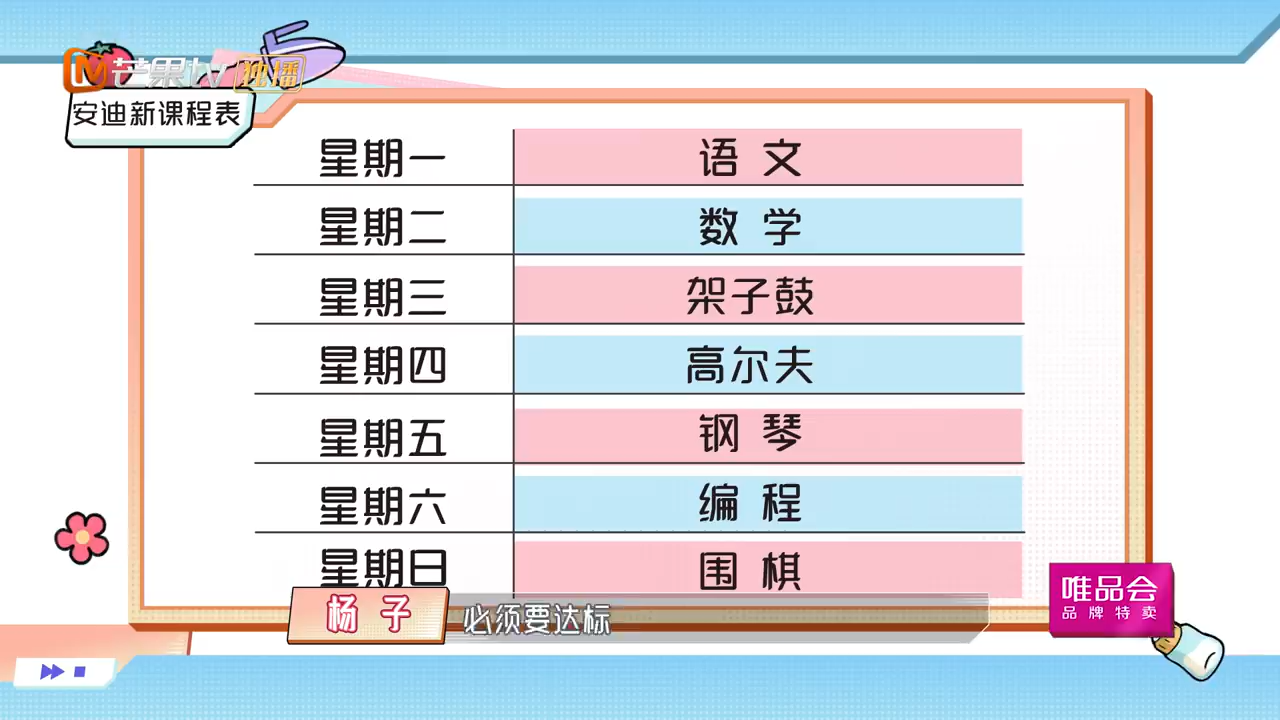 芒果tv 独播
安迪新课程表
星期一 语文
星期二 数学
星期三 架子鼓
星期四 高尔夫
星期五 钢琴
星期六 编程
星期日 围棋
杨子 必须要达标
唯品会
品牌特卖